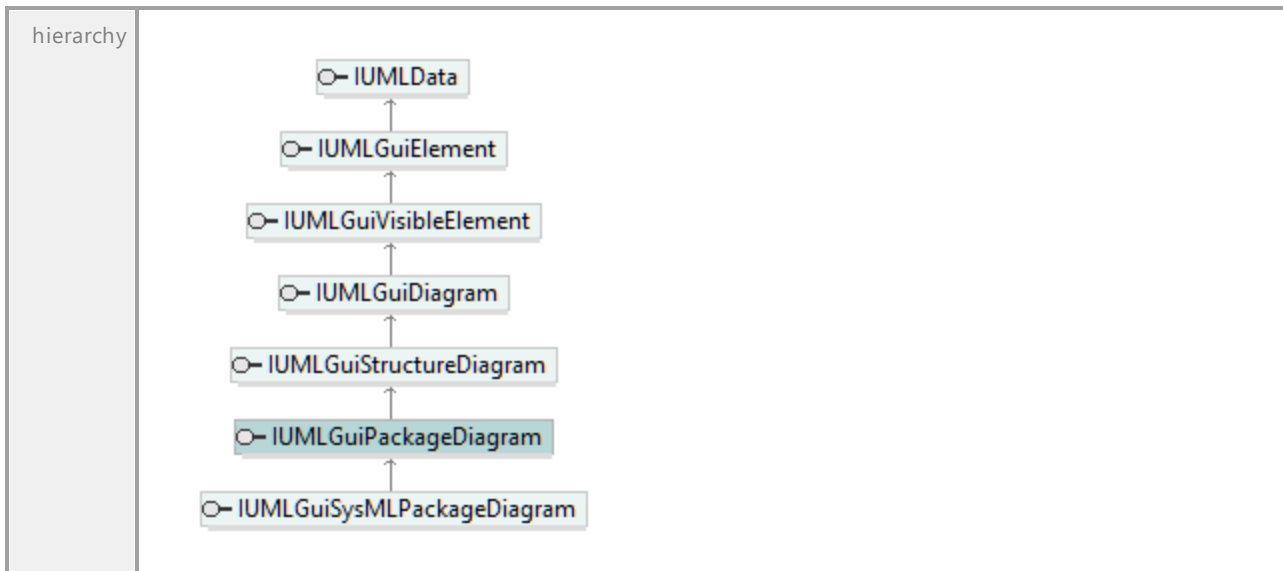 hierarchy
IUMLData
IUMLGuiElement
IUMLGuiVisibleElement
IUMLGuiDiagram
IUMLGuiStructureDiagram
IUMLGuiPackageDiagram
IUMLGuiSysMLPackageDiagram